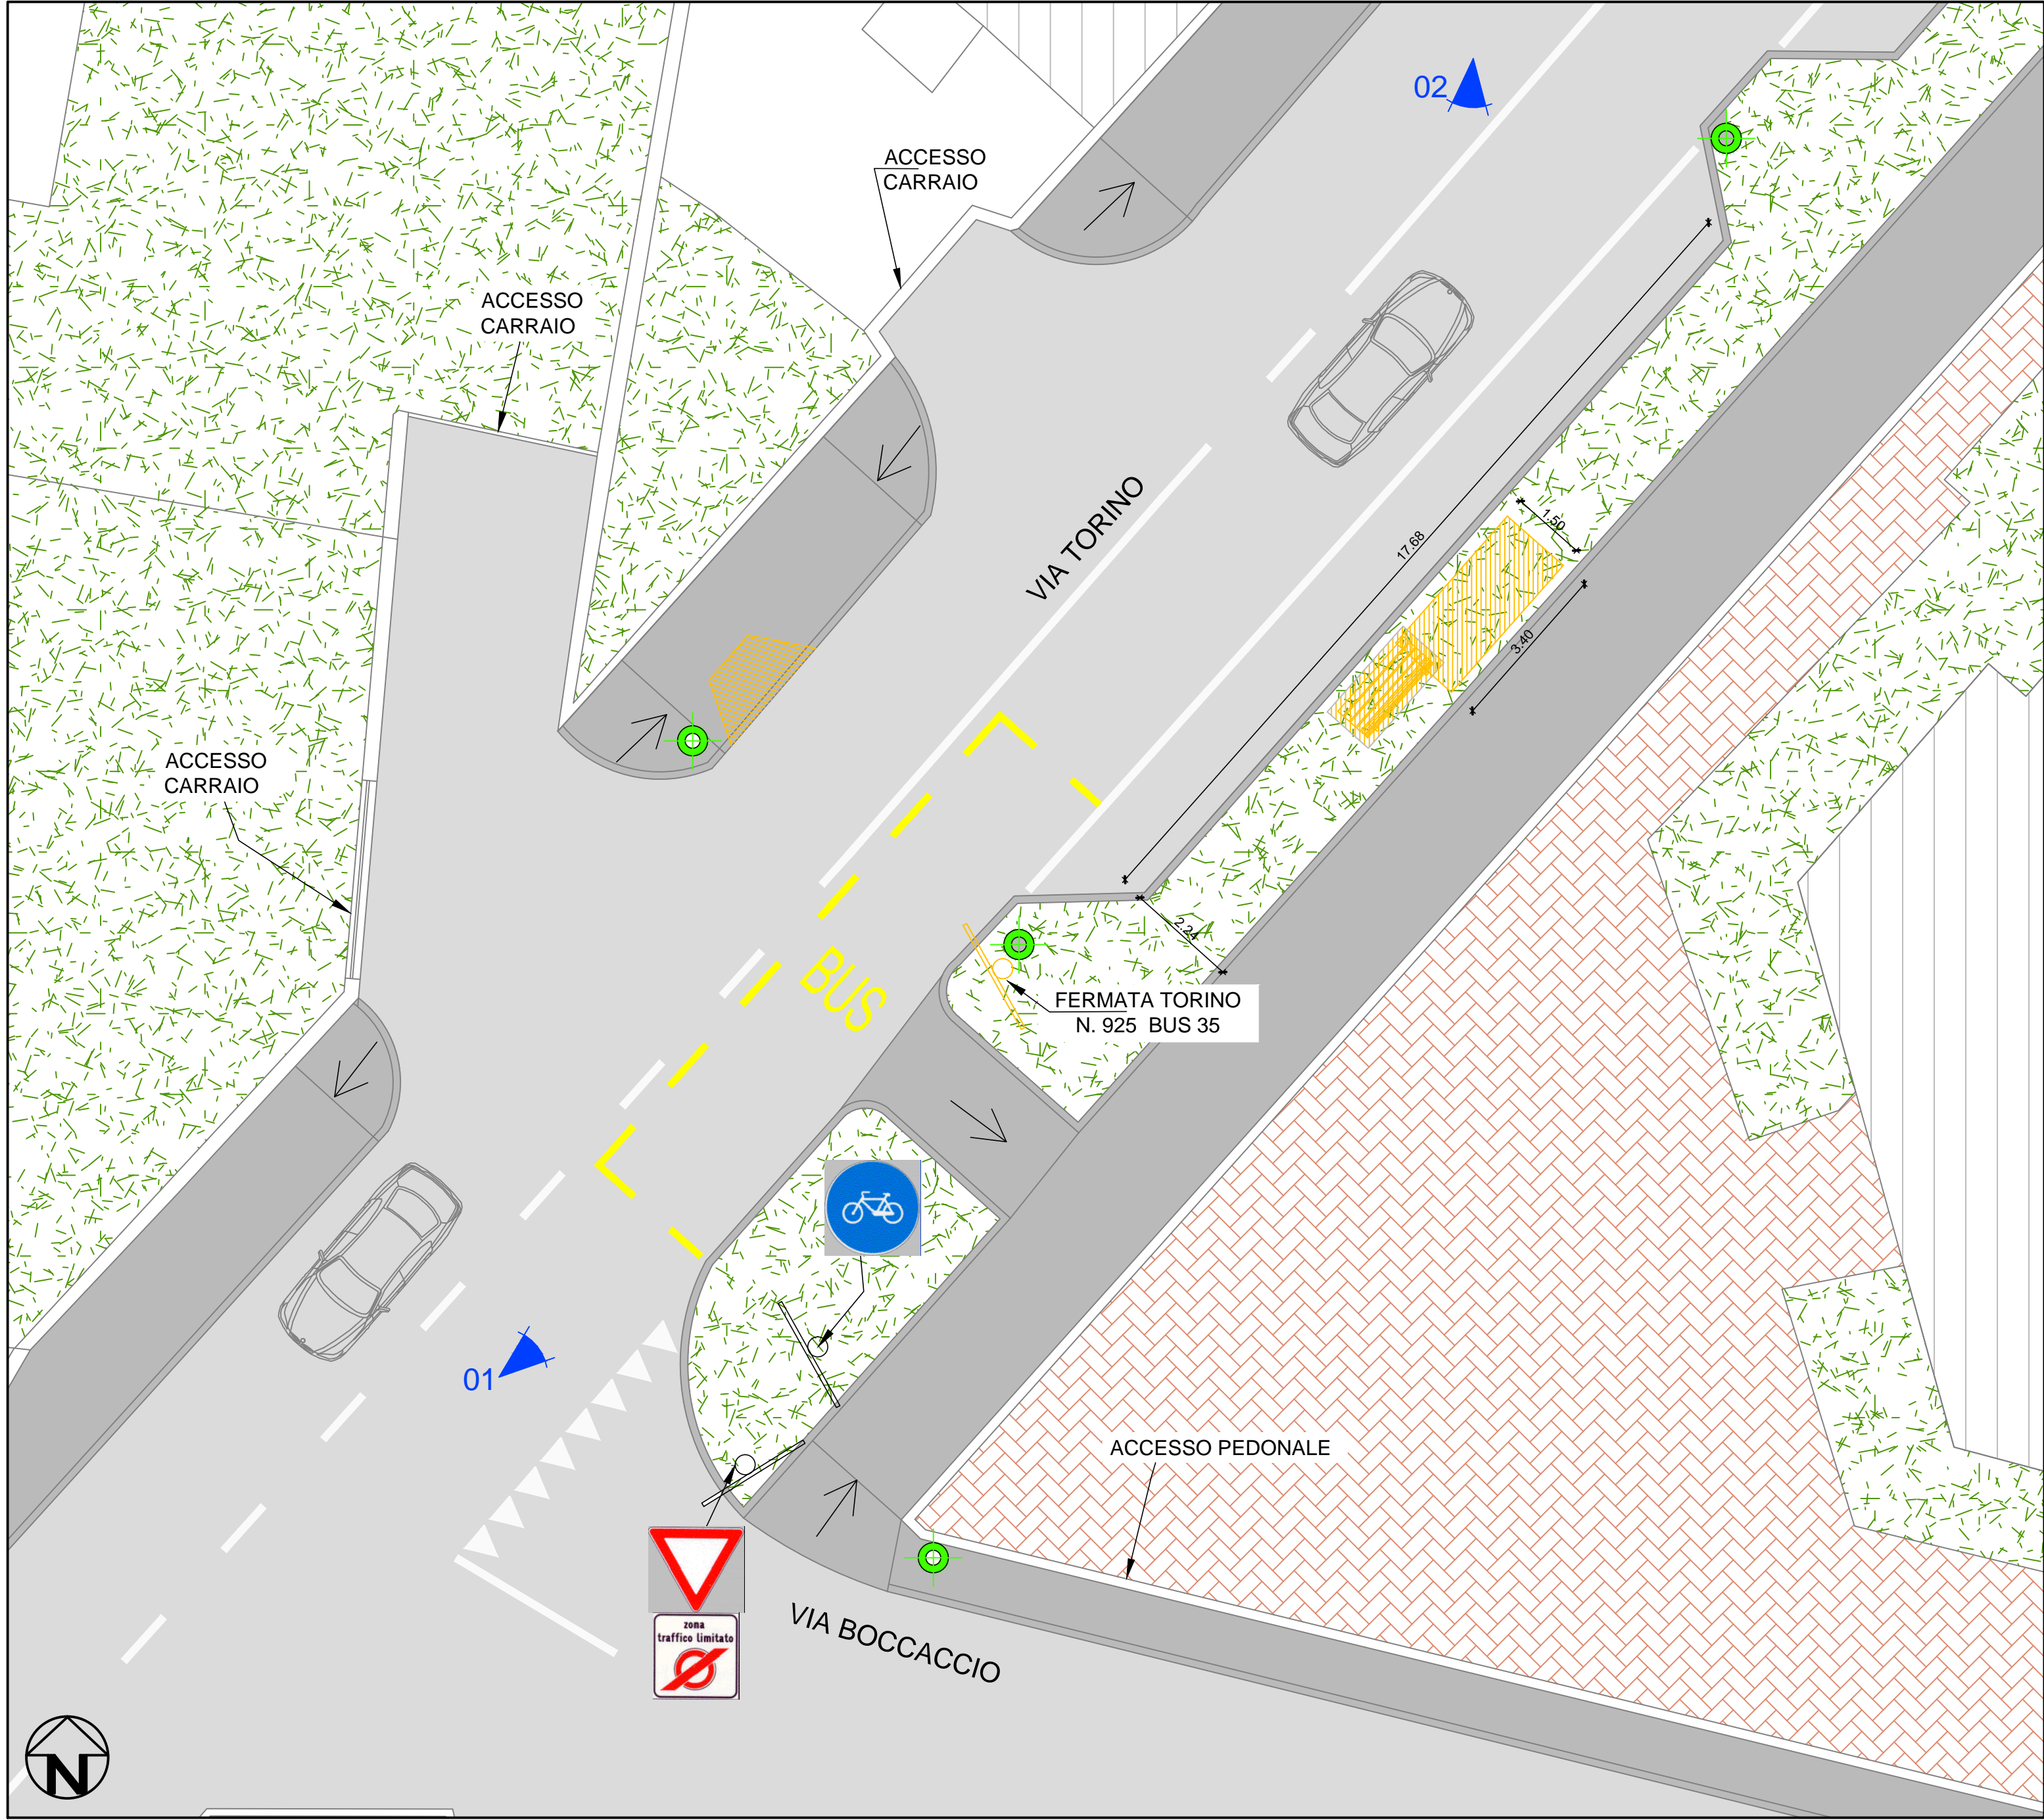 02
ACCESSO
CARRAIO
ACCESSO
CARRAIO
VIA TORINO
1.50
17.68
3.40
ACCESSO
CARRAIO
2.24
BUS
FERMATA TORINO
N. 925 BUS 35
01
ACCESSO PEDONALE
zona
traffico limitato
VIA BOCCACCIO
N